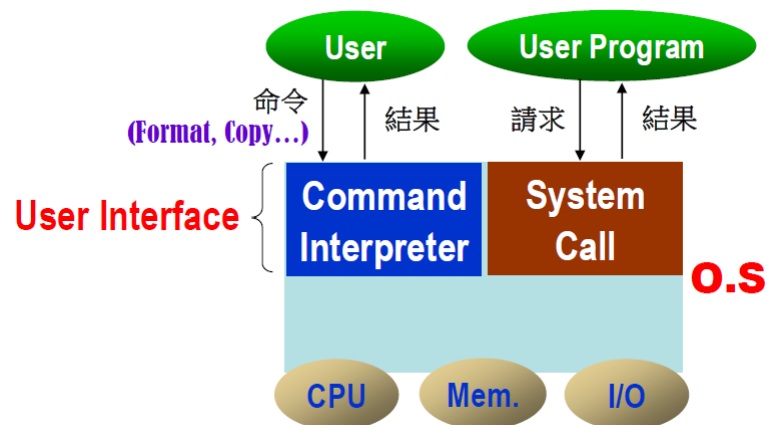 User
User Program
命令
(Format, Copy...)
結果
請求
結果
User Interface
Command
Interpreter
System
Call
O.S
CPU
Mem.
I/O